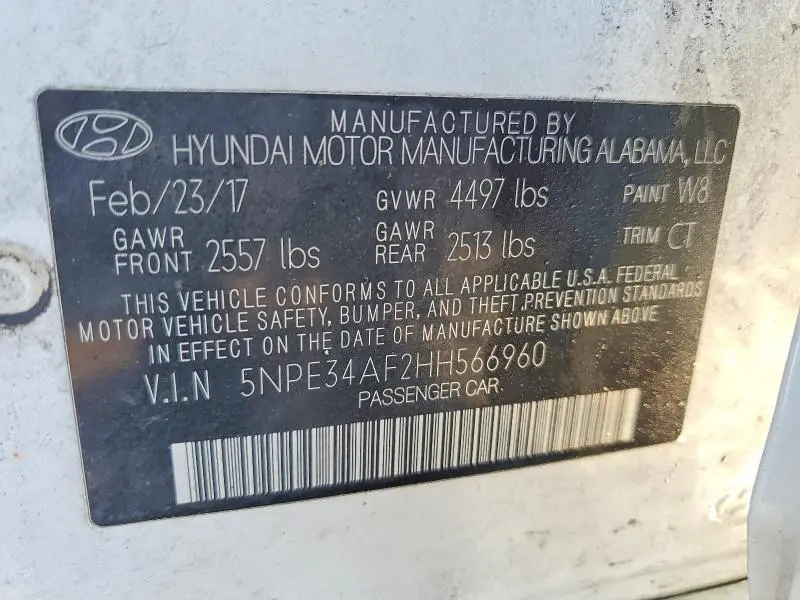 MANUFACTURED BY
HYUNDAI MOTOR MANUFACTURING ALABAMA, LLC
Feb/23/17 GVWR 4497 lbs PAINT W8
GAWR FRONT 2557 lbs GAWR REAR 2513 lbs TRIM CT
THIS VEHICLE CONFORMS TO ALL APPLICABLE U.S.A. FEDERAL
MOTOR VEHICLE SAFETY, BUMPER, AND THEFT PREVENTION STANDARDS
IN EFFECT ON THE DATE OF MANUFACTURE SHOWN ABOVE
V.I.N 5NPE34AF2HH566960
PASSENGER CAR